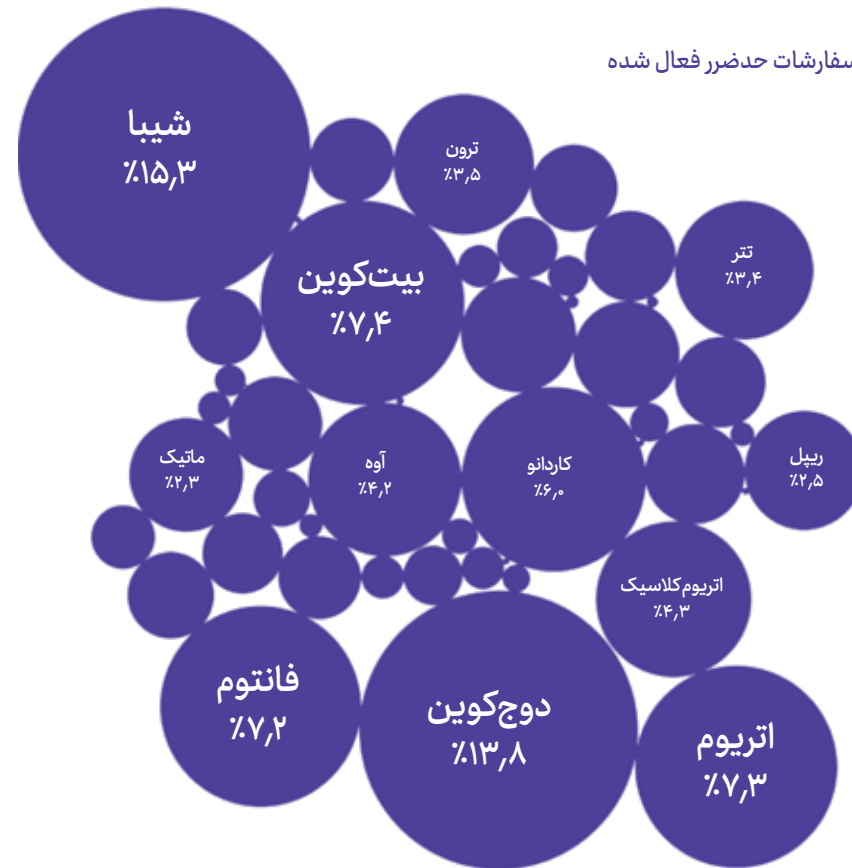 سفارشات حدضرر فعال شده
شیبا
٪۱۵٫۳
ترون
٪۳٫۵
تتر
٪۳٫۴
بیت‌کوین
٪۷٫۴
ماتیک
٪۲٫۳
آوه
٪۴٫۲
کاردانو
٪۶٫۰
ریپل
٪۲٫۵
اتریوم‌کلاسیک
٪۴٫۳
فانتوم
٪۷٫۲
دوج‌کوین
٪۱۳٫۸
اتریوم
٪۷٫۳